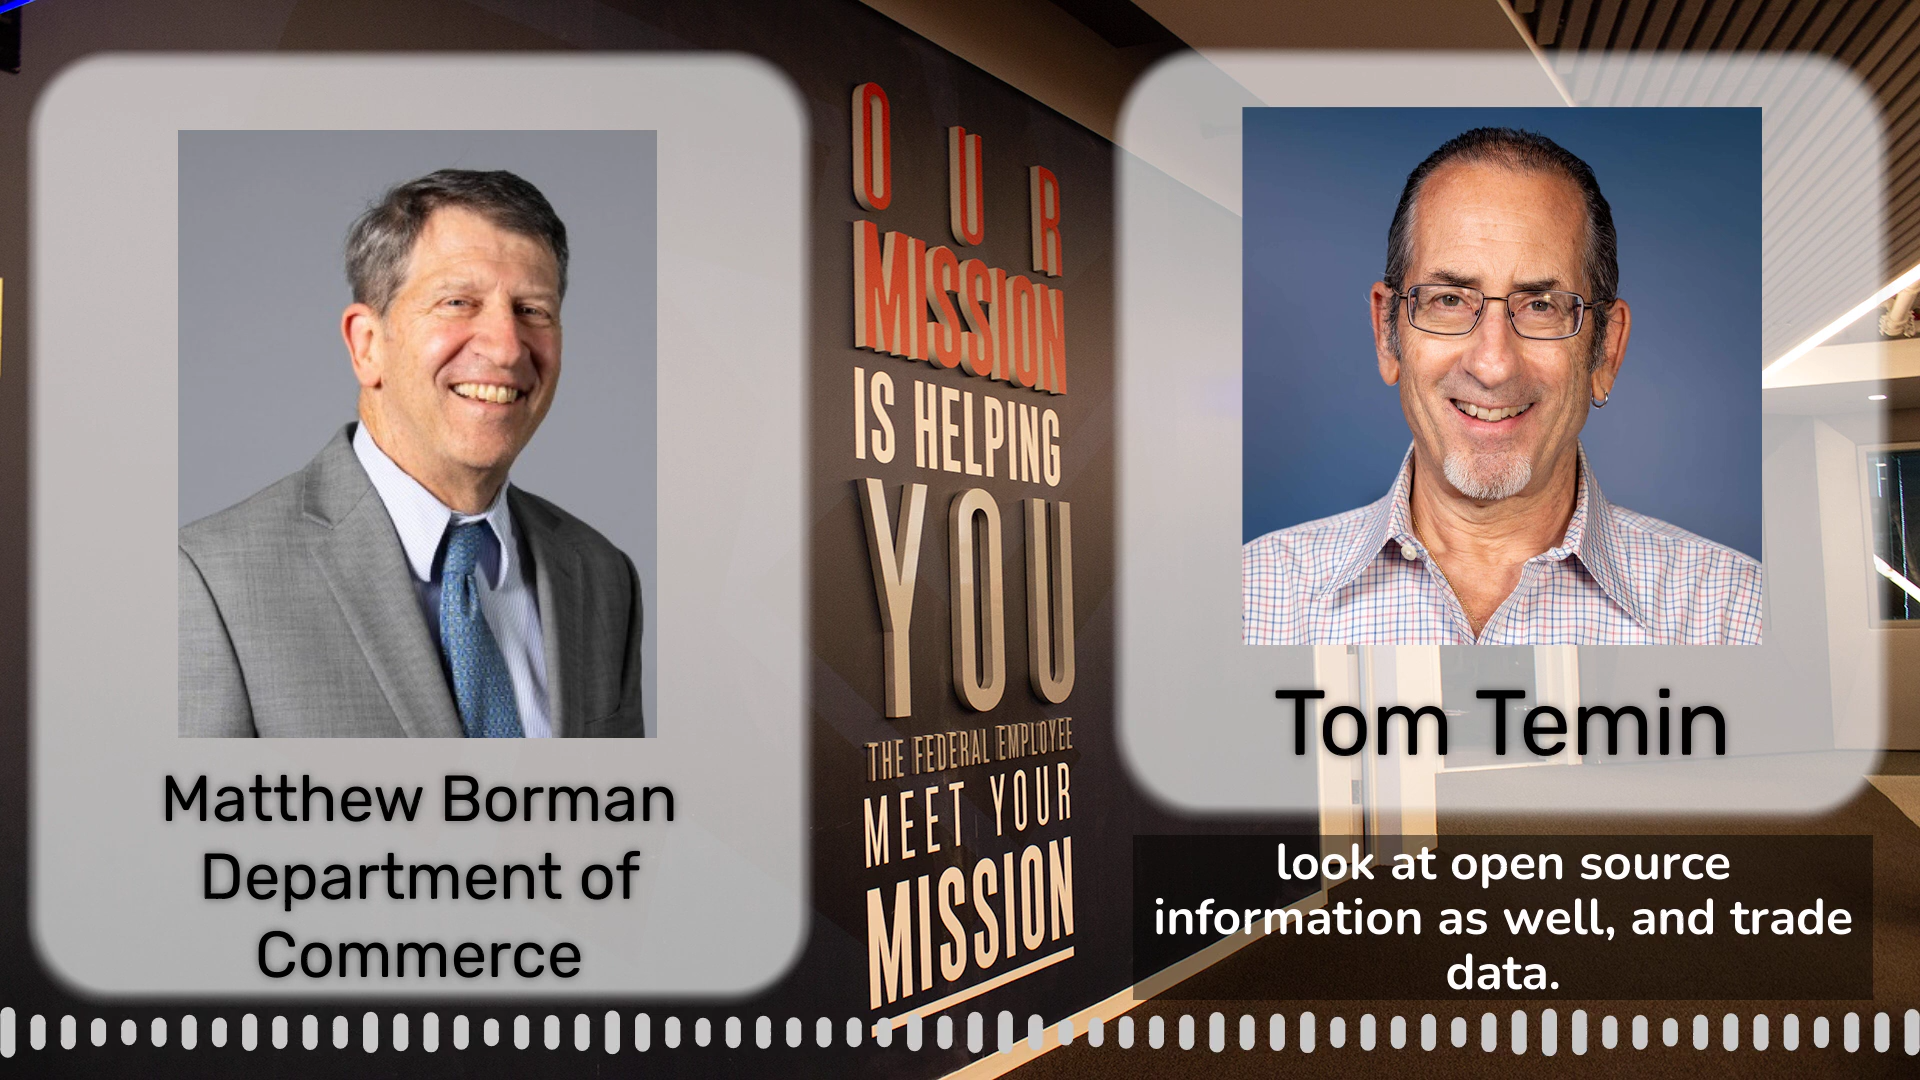 Matthew Borman
Department of
Commerce
OUR
MISSION
IS HELPING
YOU
THE FEDERAL EMPLOYEE
MEET YOUR
MISSION
Tom Temin
look at open source
information as well, and trade
data.